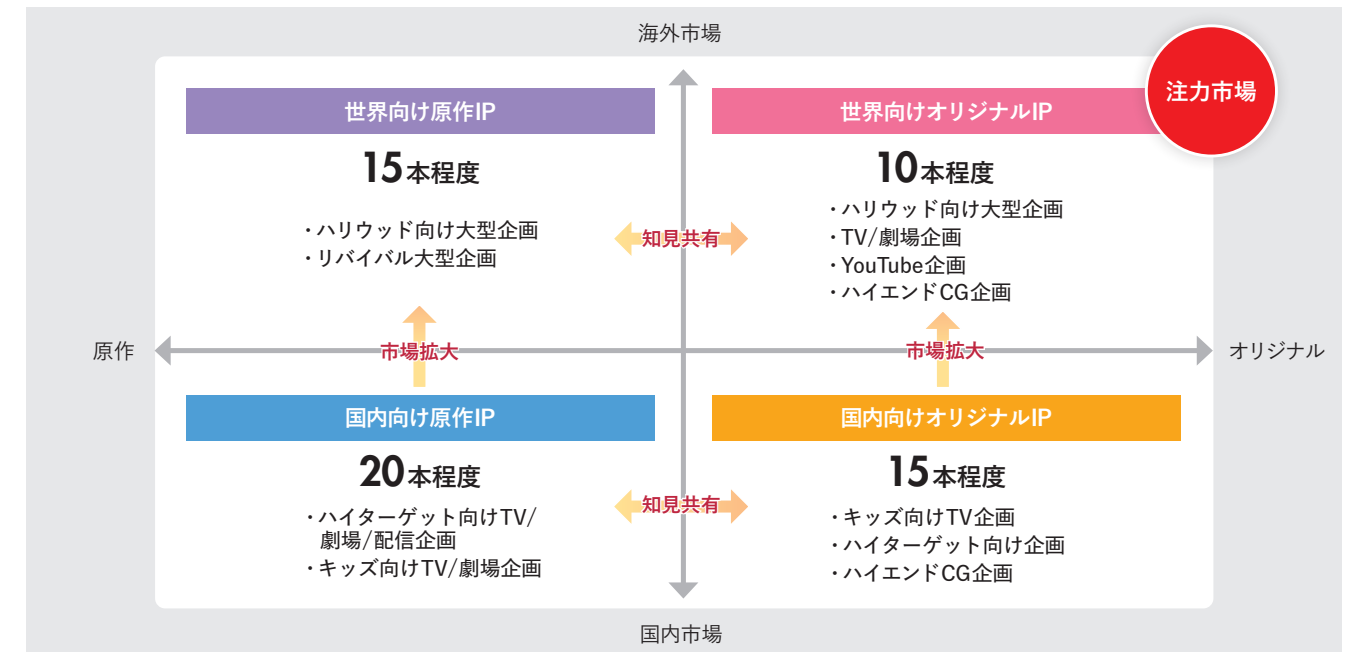 海外市場
注力市場
世界向け原作IP
15本程度
・ハリウッド向け大型企画
・リバイバル大型企画
世界向けオリジナルIP
10本程度
・ハリウッド向け大型企画
・TV/劇場企画
・YouTube企画
・ハイエンドCG企画
知見共有
原作
市場拡大
市場拡大
オリジナル
国内向け原作IP
20本程度
・ハイターゲット向けTV/
劇場/配信企画
・キッズ向けTV/劇場企画
知見共有
国内向けオリジナルIP
15本程度
・キッズ向けTV企画
・ハイターゲット向け企画
・ハイエンドCG企画
国内市場